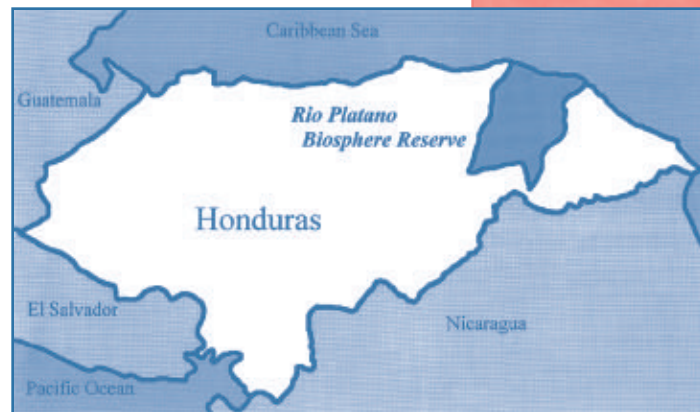 Caribbean Sea
Guatemala
Rio Platano
Biosphere Reserve
Honduras
El Salvador
Nicaragua
Pacific Ocean